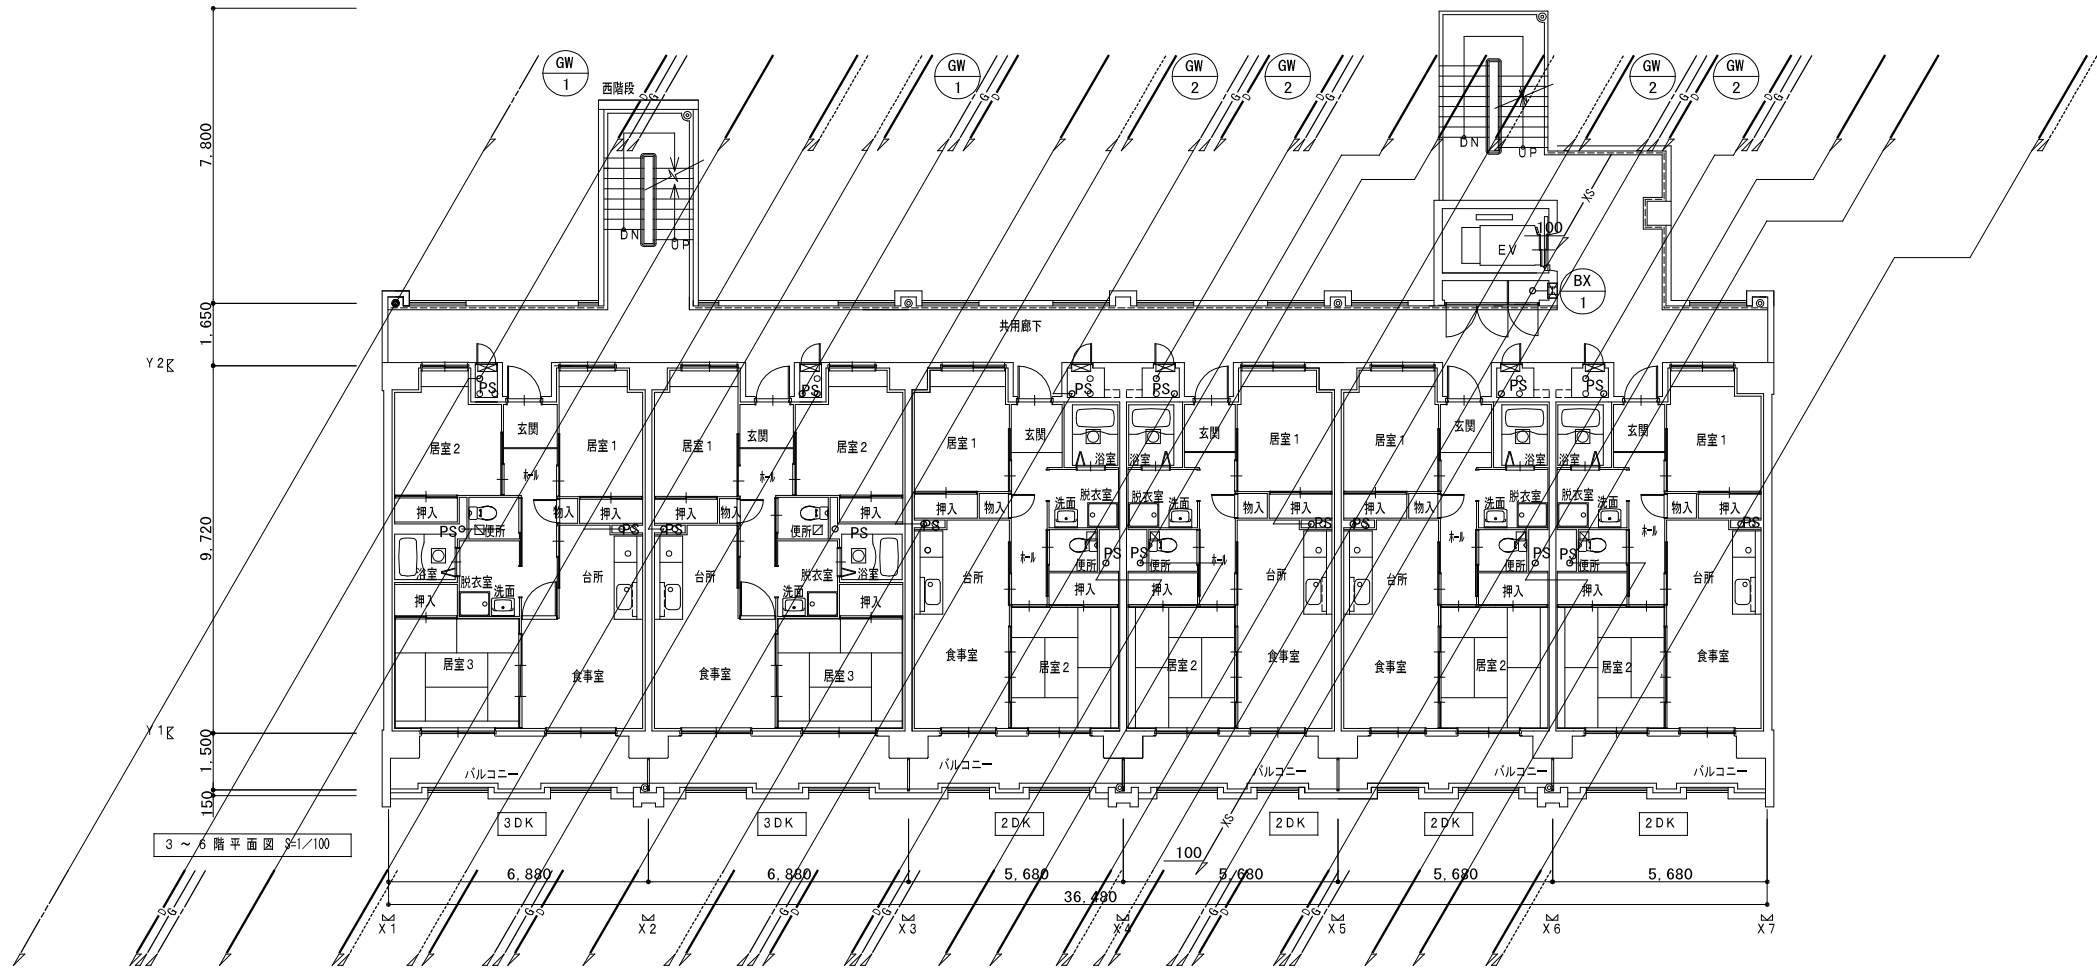 GW
1
GW
1
GW
2
GW
2
GW
2
GW
2
西階段
D
G
G
D
G
D
D
G
G
D
D
G
7,800
DN
UP
DN
UP
XS
100
EV
BX
1
1,650
共用廊下
Y2
PS
PS
PS
PS
PS
PS
居室2
玄関
居室1
居室1
玄関
居室2
居室1
玄関
浴室
浴室
玄関
居室1
居室1
玄関
浴室
浴室
玄関
居室1
ホール
ホール
押入
便所
物入
押入
押入
物入
便所
押入
押入
物入
洗面
脱衣室
脱衣室
洗面
物入
押入
押入
物入
洗面
脱衣室
脱衣室
洗面
物入
押入
PS
PS
PS
PS
PS
PS
PS
PS
9,720
浴室
脱衣室
洗面
台所
台所
洗面
脱衣室
浴室
台所
ホール
便所
PS
PS
便所
ホール
台所
台所
ホール
便所
PS
PS
便所
ホール
台所
押入
押入
押入
押入
押入
押入
居室3
食事室
食事室
居室3
食事室
居室2
居室2
食事室
食事室
居室2
居室2
食事室
Y1
1,500
バルコニー
バルコニー
バルコニー
バルコニー
バルコニー
150
3DK
3DK
2DK
2DK
2DK
2DK
XS
3 ～ 6 階 平 面 図 S=1/100
100
6,880
6,880
5,680
5,680
5,680
5,680
36,480
D
G
G
D
G
D
D
G
G
D
D
G
X1
X2
X3
X4
X5
X6
X7